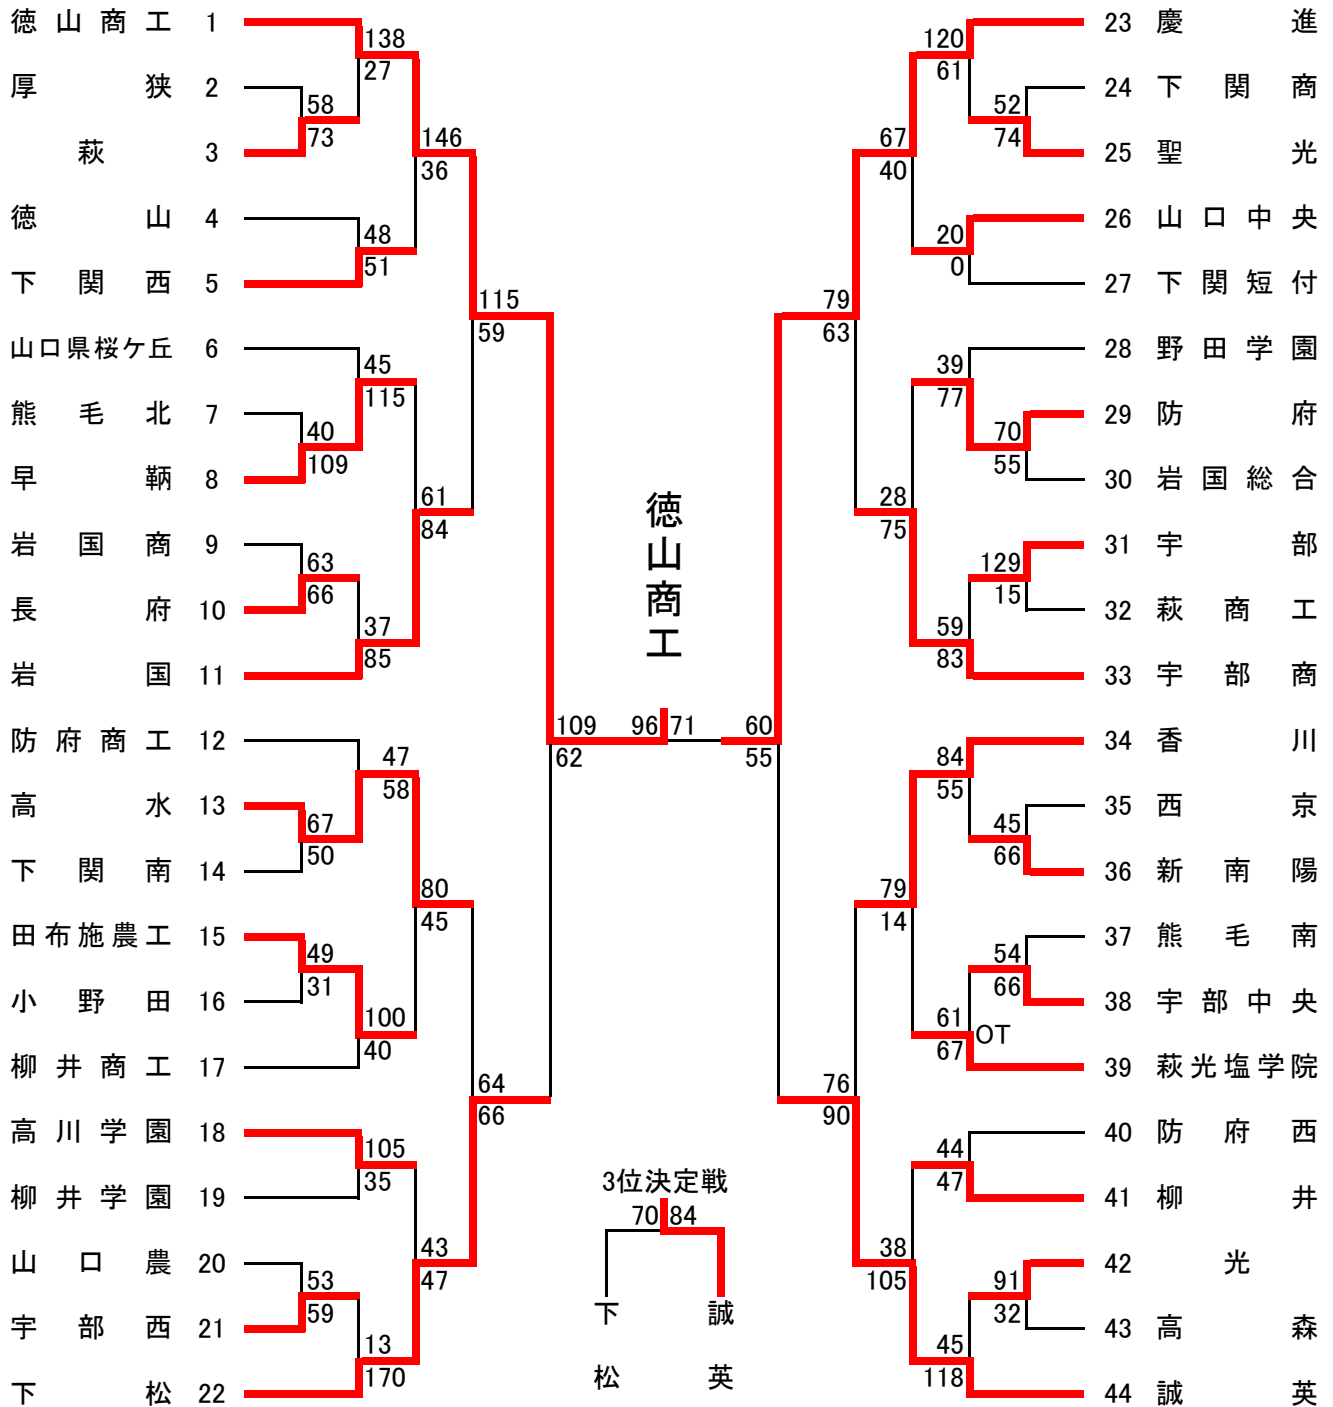 徳山商工 1
138
27
厚狭 2
58
73
萩 3
146
36
徳山 4
48
51
下関西 5
115
59
山口県桜ケ丘 6
45
115
熊毛北 7
40
109
早鞆 8
61
84
岩国商 9
63
66
長府 10
37
85
岩国 11
109
62
防府商工 12
47
58
高水 13
67
50
下関南 14
80
45
田布施農工 15
49
31
小野田 16
100
40
柳井商工 17
64
66
高川学園 18
105
35
柳井学園 19
43
47
山口農 20
53
59
宇部西 21
13
170
下松 22
徳山商工
96 71
3位決定戦
70 84
下松
誠英
23 慶進
120
61
24 下関商
52
74
25 聖光
67
40
26 山口中央
20
0
27 下関短付
79
63
28 野田学園
39
77
29 防府
70
55
30 岩国総合
28
75
31 宇部
129
15
32 萩商工
59
83
33 宇部商
60
55
34 香川
84
55
35 西京
45
66
36 新南陽
79
14
37 熊毛南
54
66
38 宇部中央
61
67
OT
39 萩光塩学院
76
90
40 防府西
44
47
41 柳井
38
105
42 光
91
32
43 高森
45
118
44 誠英